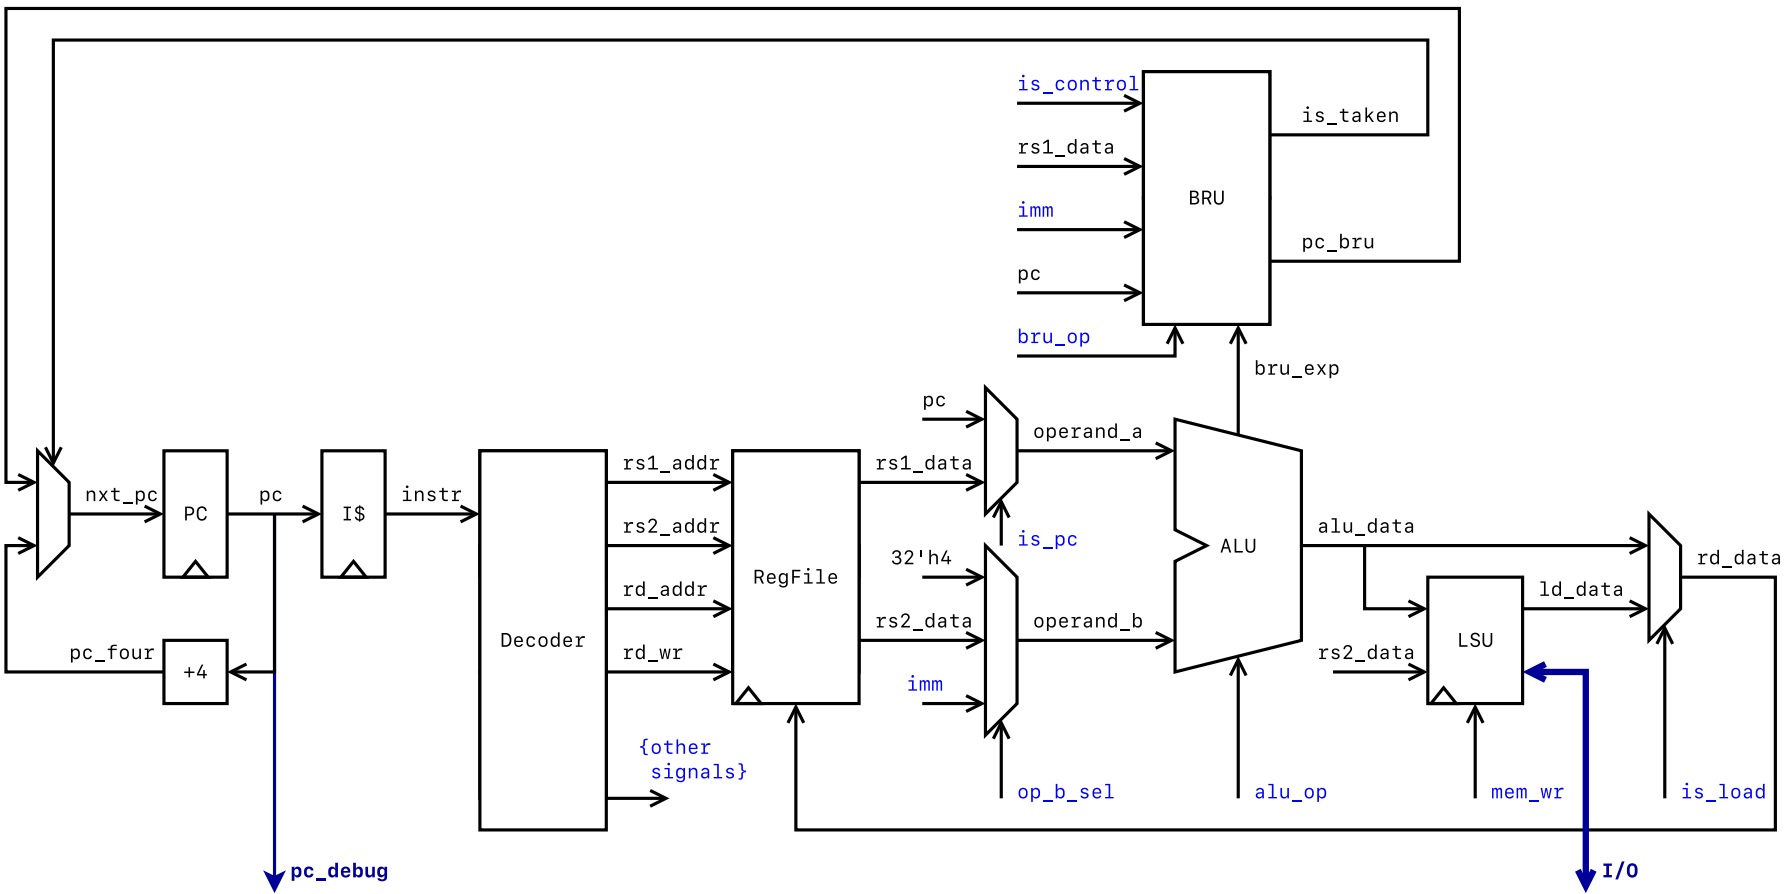 is_control
is_taken
rs1_data
BRU
imm
pc_bru
pc
bru_op
bru_exp
pc
operand_a
rs1_addr
rs1_data
nxt_pc
pc
instr
PC
I$
rs2_addr
is_pc
alu_data
ALU
32'h4
rd_data
RegFile
rd_addr
ld_data
rs2_data
operand_b
Decoder
LSU
pc_four
rd_wr
rs2_data
+4
imm
{other
signals}
op_b_sel
alu_op
mem_wr
is_load
pc_debug
I/O